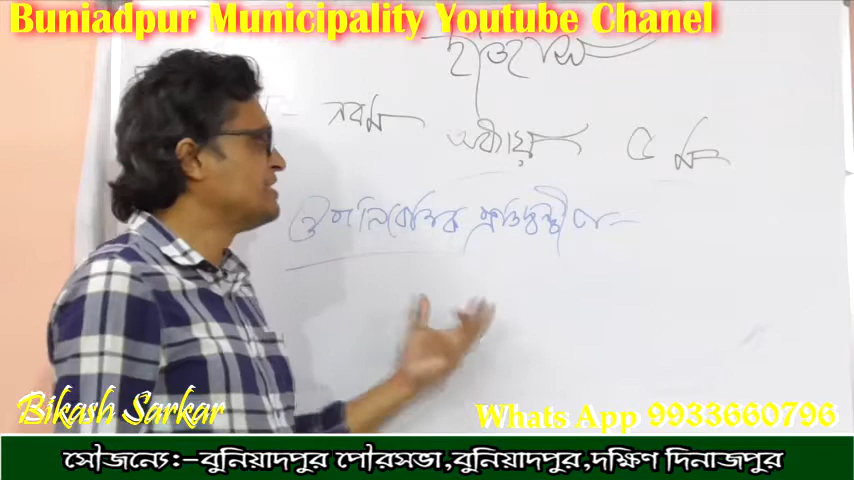 Buniadpur Municipality Youtube Chanel
ইতিহাস
নবম
অধ্যায় ৫ নং
ঔপনিবেশিক
Bikash Sarkar
Whats App 9933660796
সৌজন্যে:-বুনিয়াদপুর পৌরসভা,বুনিয়াদপুর,দক্ষিণ দিনাজপুর